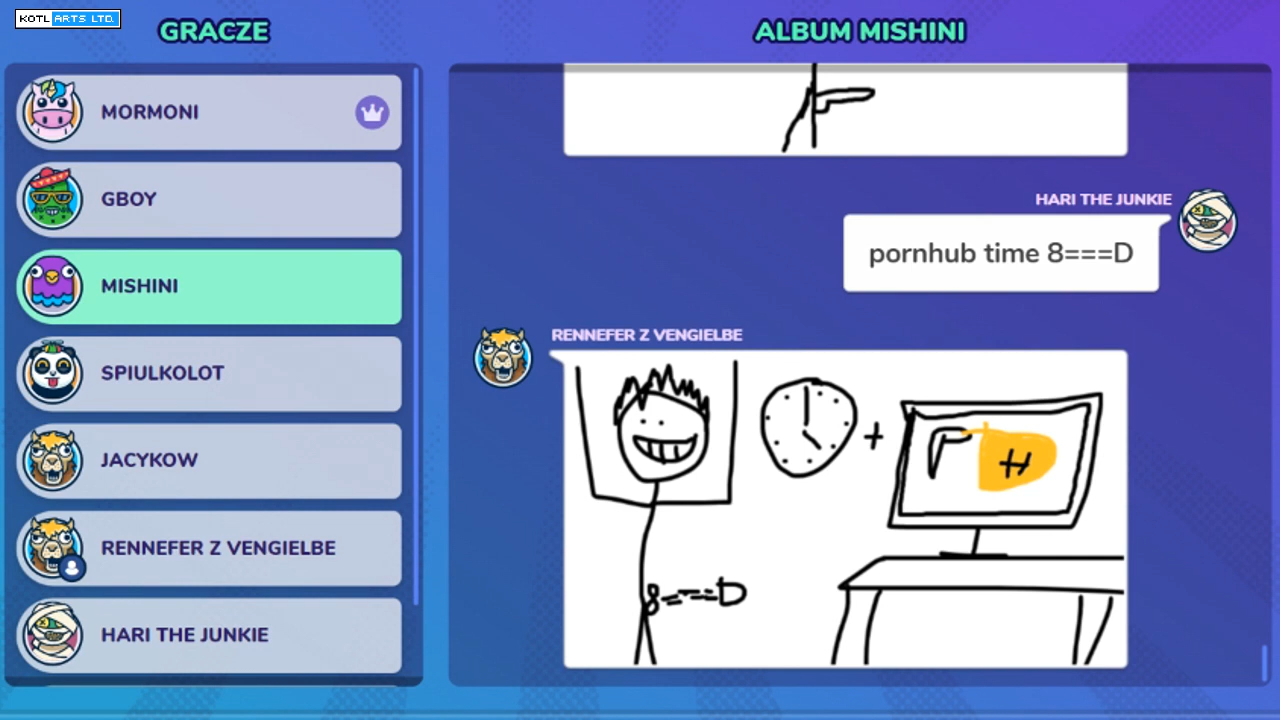 KOTL ARTS LTD.
GRACZE
ALBUM MISHINI
MORMONI
GBOY
MISHINI
SPIULKOLOT
JACYKOW
RENNEFER Z VENGIELBE
HARI THE JUNKIE
HARI THE JUNKIE
pornhub time 8===D
RENNEFER Z VENGIELBE
+
P H
8===D